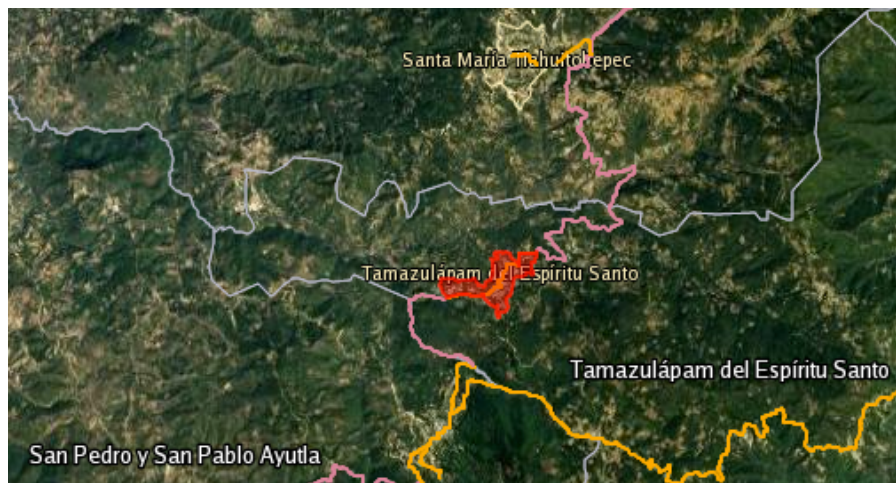 Santa María Tlahuitoltepec
Tamazulápam del Espíritu Santo
Tamazulápam del Espíritu Santo
San Pedro y San Pablo Ayutla